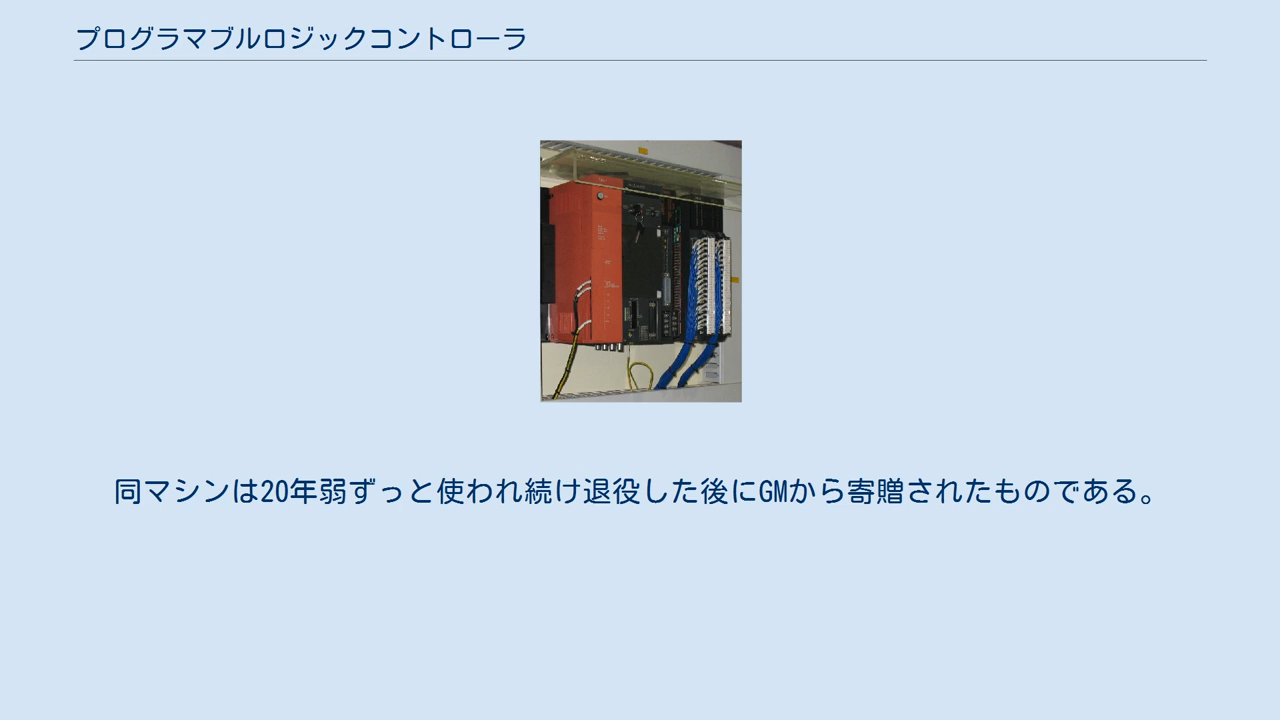 プログラマブルロジックコントローラ
同マシンは20年弱ずっと使われ続け退役した後にGMから寄贈されたものである。